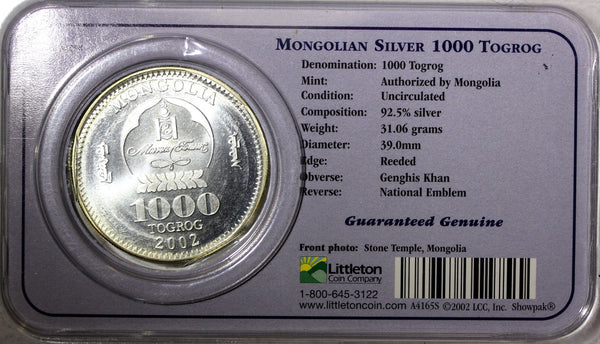 MONGOLIA
1000
TOGROG
2002
MONGOLIAN SILVER 1000 TOGROG
Denomination: 1000 Togrog
Mint: Authorized by Mongolia
Condition: Uncirculated
Composition: 92.5% silver
Weight: 31.06 grams
Diameter: 39.0mm
Edge: Reeded
Obverse: Genghis Khan
Reverse: National Emblem
Guaranteed Genuine
Front photo: Stone Temple, Mongolia
Littleton
Coin Company
1-800-645-3122
www.littletoncoin.com A4165S ©2002 LCC, Inc. Showpak®